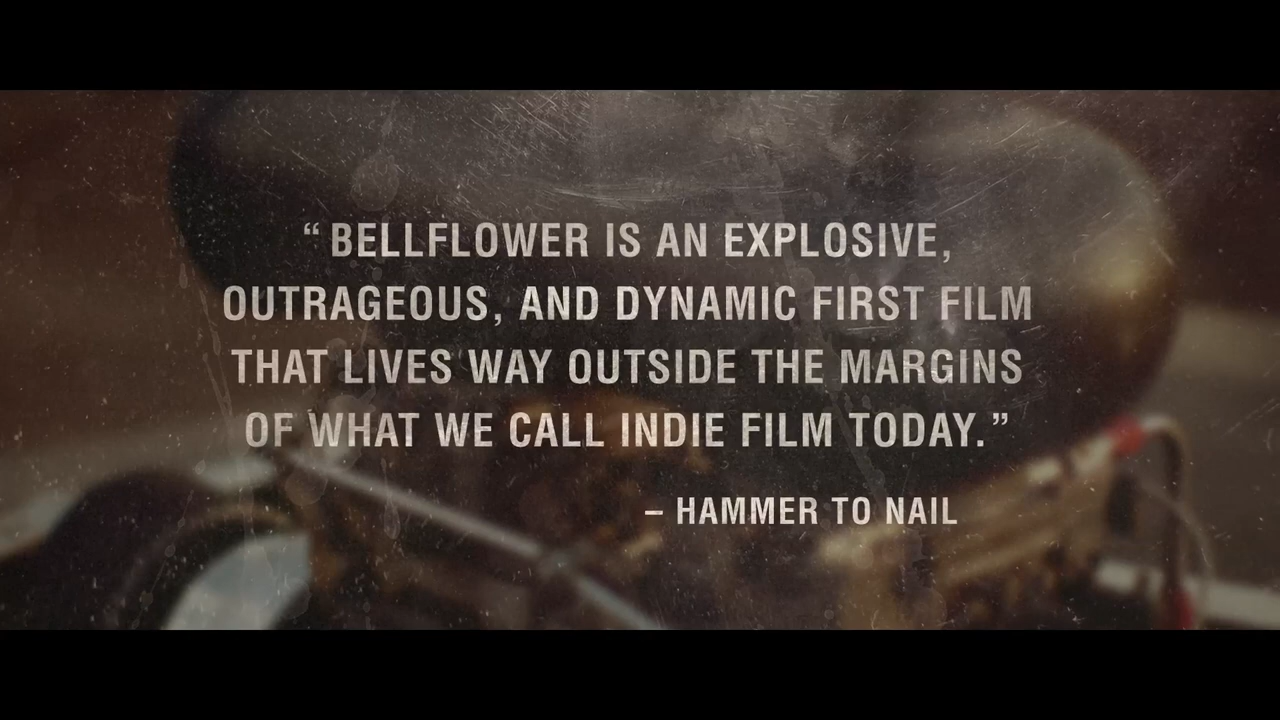 “ BELLFLOWER IS AN EXPLOSIVE,
OUTRAGEOUS, AND DYNAMIC FIRST FILM
THAT LIVES WAY OUTSIDE THE MARGINS
OF WHAT WE CALL INDIE FILM TODAY.”
– HAMMER TO NAIL